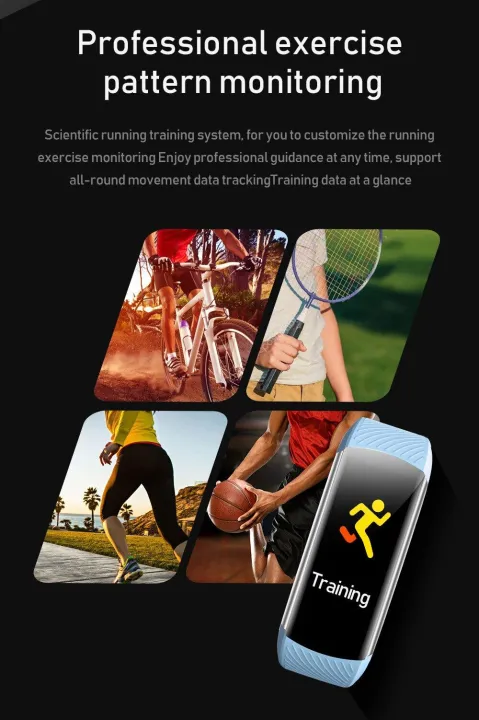 Professional exercise
pattern monitoring
Scientific running training system, for you to customize the running
exercise monitoring Enjoy professional guidance at any time, support
all-round movement data trackingTraining data at a glance
Training